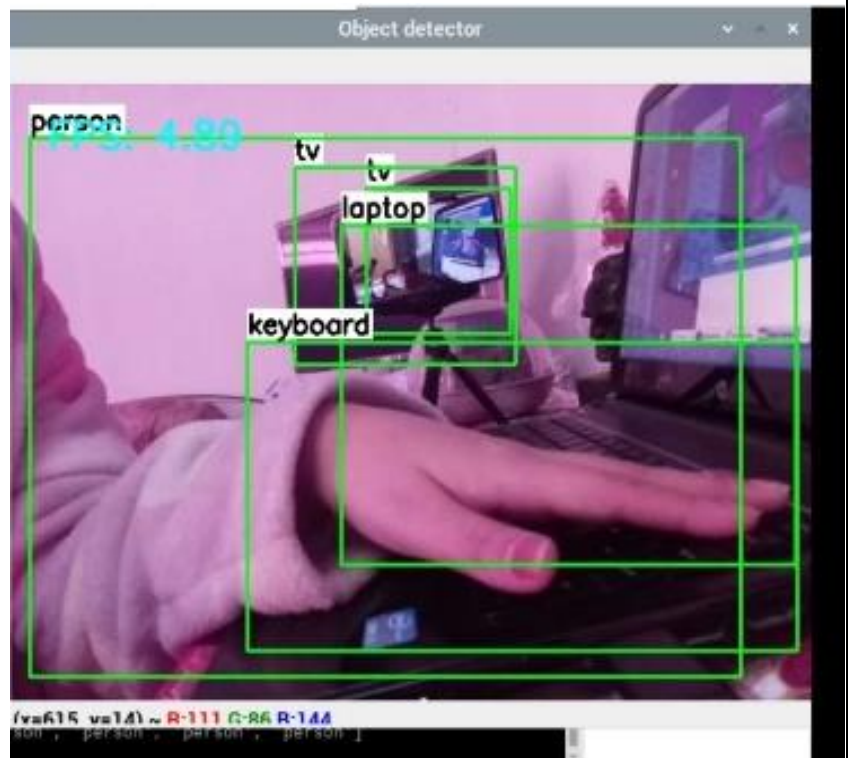 Object detector
person
FPS: 4.89
tv
tv
laptop
keyboard
(x=615, y=14) ~ R:111 G:86 B:144
son', 'person', 'person', 'person']